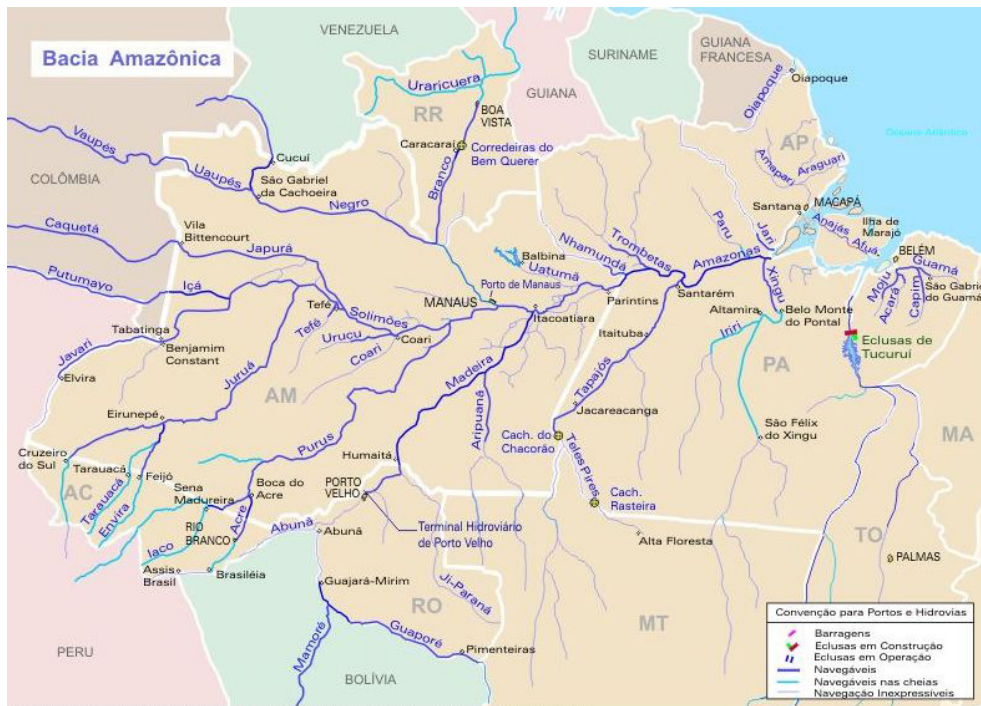 Bacia Amazônica
VENEZUELA
SURINAME
GUIANA
FRANCESA
GUIANA
COLÔMBIA
PERU
BOLÍVIA
Oceano Atlântico
RR
AP
AM
PA
MA
AC
RO
MT
TO
Uraricuera
BOA
VISTA
Caracaraí
Corredeiras do
Bem Querer
Branco
Oiapoque
Oiapoque
Amapari
Araguari
MACAPÁ
Santana
Ilha de
Marajó
Anajás
Afuá
BELÉM
Guamá
São Gabriel
do Guamá
Moju
Acará
Capim
Eclusas de
Tucuruí
Vaupés
Uaupés
Cucuí
São Gabriel
da Cachoeira
Negro
Caquetá
Vila
Bittencourt
Japurá
Putumayo
Içá
Tabatinga
Benjamim
Constant
Javari
Elvira
Tefé
Tefé
Solimões
Uruçu
Coari
Coari
MANAUS
Porto de Manaus
Itacoatiara
Balbina
Uatumã
Nhamundá
Trombetas
Parintins
Santarém
Amazonas
Paru
Jari
Xingu
Altamira
Belo Monte
do Pontal
Iriri
São Félix
do Xingu
Itaituba
Tapajós
Jacareacanga
Cach. do
Chacorão
Teles Pires
Cach.
Rasteira
Alta Floresta
PALMAS
Madeira
Aripuanã
Humaitá
PORTO
VELHO
Terminal Hidroviário
de Porto Velho
Juruá
Eirunepé
Purus
Cruzeiro
do Sul
Tarauacá
Tarauacá
Feijó
Envira
Sena
Madureira
Boca do
Acre
RIO
BRANCO
Acre
Iaco
Assis
Brasil
Brasiléia
Abunã
Abunã
Guajará-Mirim
Ji-Paraná
Mamoré
Guaporé
Pimenteiras
Convenção para Portos e Hidrovias
Barragens
Eclusas em Construção
Eclusas em Operação
Navegáveis
Navegáveis nas cheias
Navegação Inexpressíveis